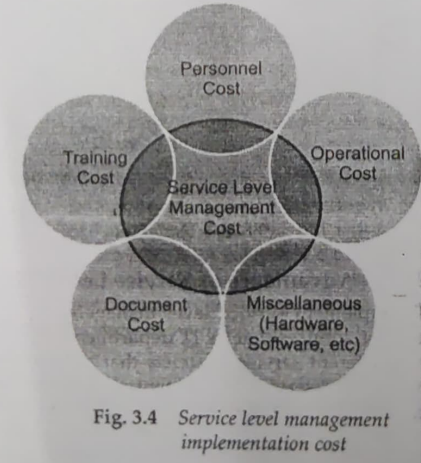 Personnel
Cost
Training
Cost
Operational
Cost
Service Level
Management
Cost
Document
Cost
Miscellaneous
(Hardware,
Software, etc)
Fig. 3.4 Service level management
implementation cost